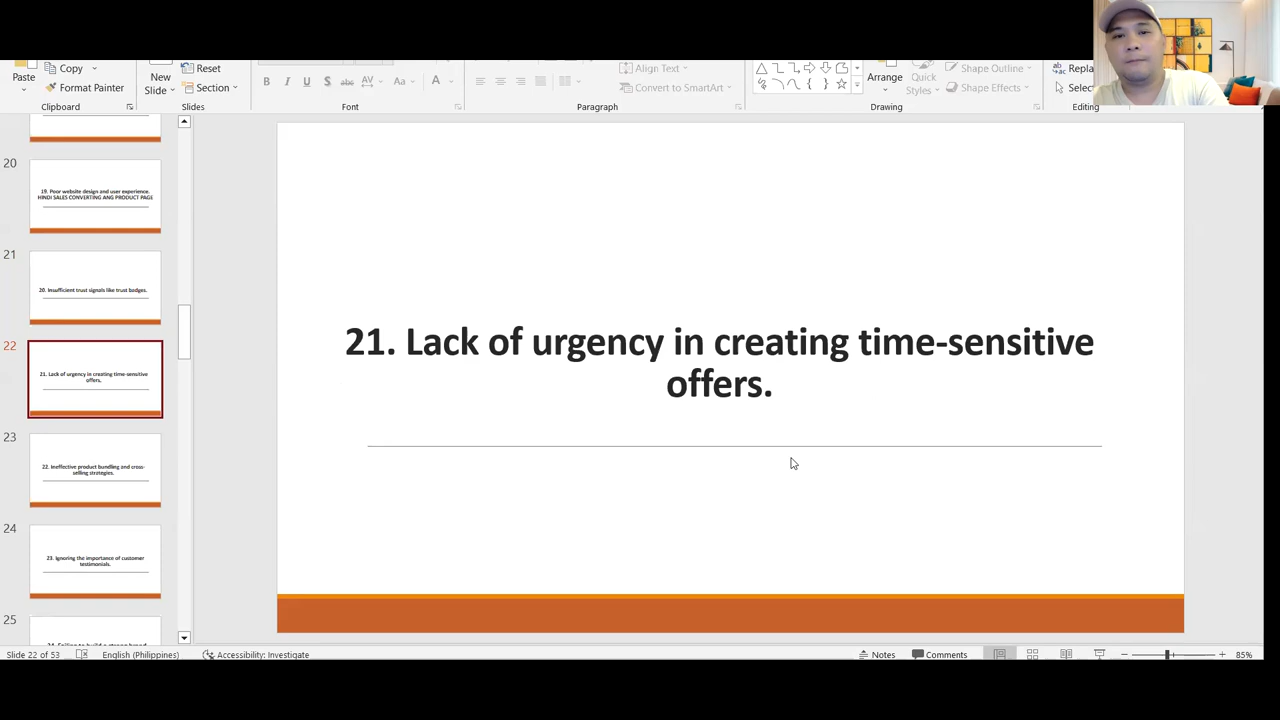 Paste
Copy
Format Painter
Clipboard
New
Slide
Reset
Section
Slides
B I U S abc AV Aa A
Font
Align Text
Convert to SmartArt
Paragraph
Arrange
Quick
Styles
Shape Outline
Shape Effects
Drawing
Repla
Selec
Editing
20
19. Poor website design and user experience.
HINDI SALES CONVERTING ANG PRODUCT PAGE
21
20. Insufficient trust signals like trust badges.
22
21. Lack of urgency in creating time-sensitive
offers.
23
22. Ineffective product bundling and cross-
selling strategies.
24
23. Ignoring the importance of customer
testimonials.
25
21. Lack of urgency in creating time-sensitive
offers.
Slide 22 of 53
English (Philippines)
Accessibility: Investigate
Notes
Comments
85%